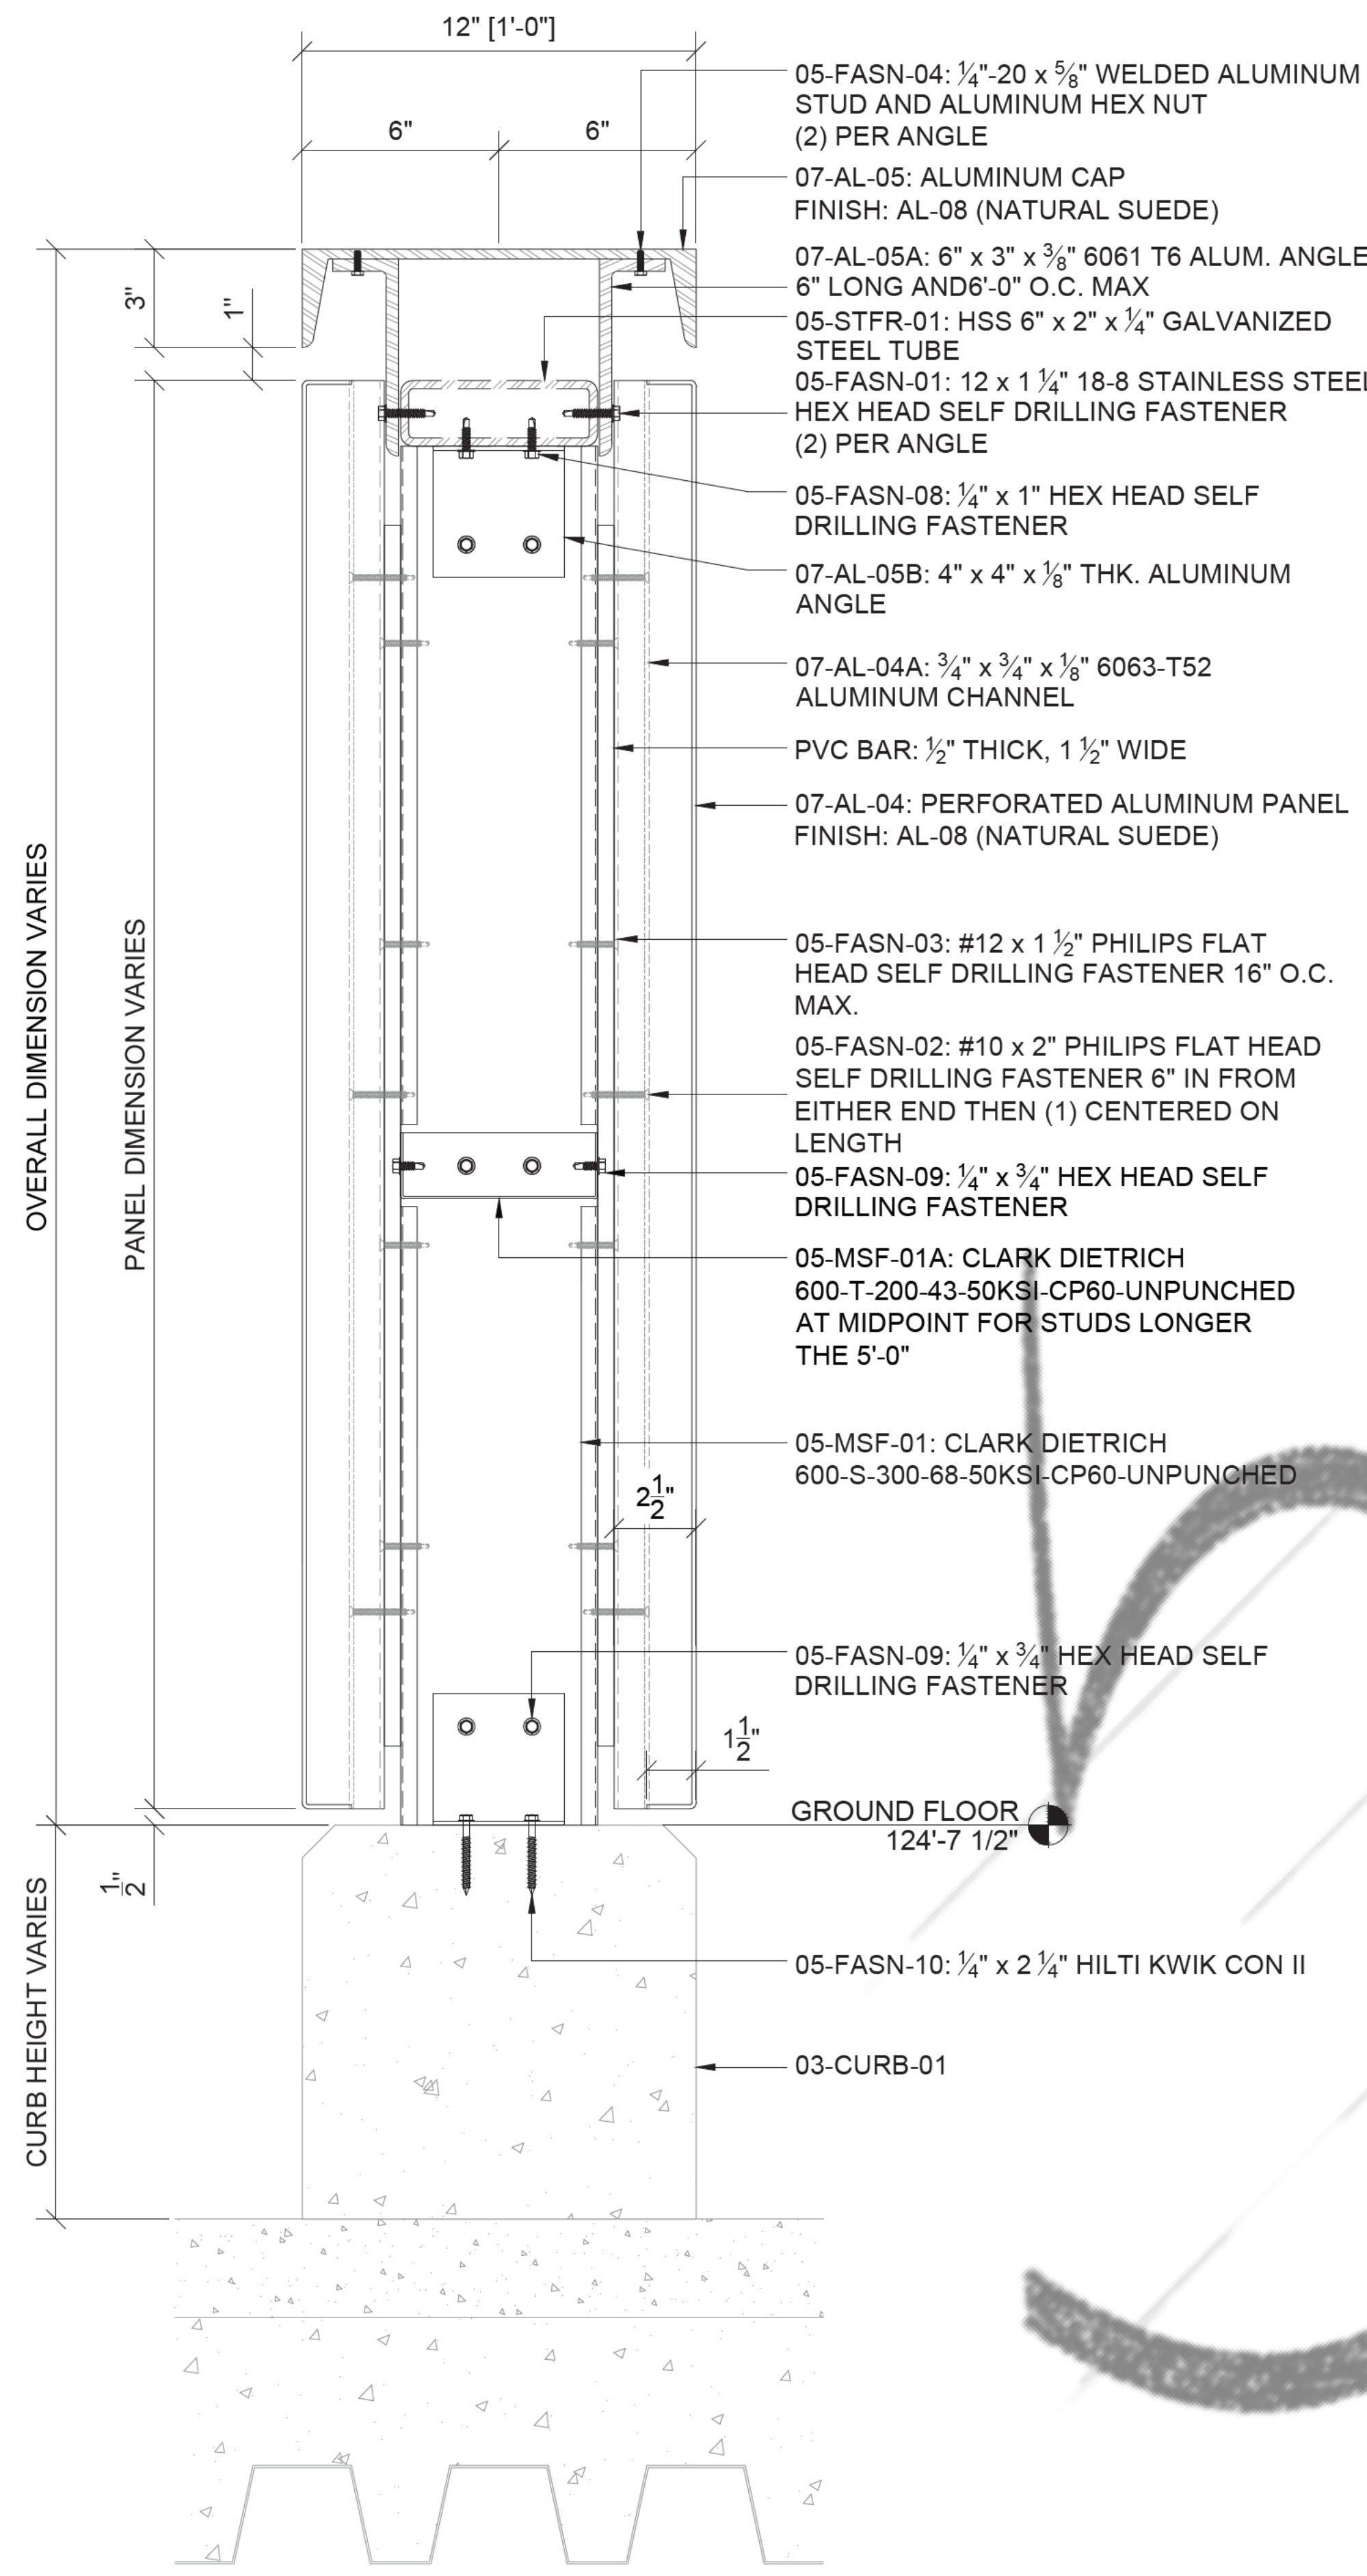 12" [1'-0"]
6"
6"
3"
1"
05-FASN-04: ¼"-20 x ⅝" WELDED ALUMINUM
STUD AND ALUMINUM HEX NUT
(2) PER ANGLE
07-AL-05: ALUMINUM CAP
FINISH: AL-08 (NATURAL SUEDE)
07-AL-05A: 6" x 3" x ⅜" 6061 T6 ALUM. ANGLE
6" LONG AND6'-0" O.C. MAX
05-STFR-01: HSS 6" x 2" x ¼" GALVANIZED
STEEL TUBE
05-FASN-01: 12 x 1 ¼" 18-8 STAINLESS STEEL
HEX HEAD SELF DRILLING FASTENER
(2) PER ANGLE
05-FASN-08: ¼" x 1" HEX HEAD SELF
DRILLING FASTENER
07-AL-05B: 4" x 4" x ⅛" THK. ALUMINUM
ANGLE
07-AL-04A: ¾" x ¾" x ⅛" 6063-T52
ALUMINUM CHANNEL
PVC BAR: ½" THICK, 1 ½" WIDE
07-AL-04: PERFORATED ALUMINUM PANEL
FINISH: AL-08 (NATURAL SUEDE)
05-FASN-03: #12 x 1 ½" PHILIPS FLAT
HEAD SELF DRILLING FASTENER 16" O.C.
MAX.
05-FASN-02: #10 x 2" PHILIPS FLAT HEAD
SELF DRILLING FASTENER 6" IN FROM
EITHER END THEN (1) CENTERED ON
LENGTH
05-FASN-09: ¼" x ¾" HEX HEAD SELF
DRILLING FASTENER
05-MSF-01A: CLARK DIETRICH
600-T-200-43-50KSI-CP60-UNPUNCHED
AT MIDPOINT FOR STUDS LONGER
THE 5'-0"
05-MSF-01: CLARK DIETRICH
600-S-300-68-50KSI-CP60-UNPUNCHED
2 1/2"
05-FASN-09: ¼" x ¾" HEX HEAD SELF
DRILLING FASTENER
1 1/2"
GROUND FLOOR
124'-7 1/2"
05-FASN-10: ¼" x 2 ¼" HILTI KWIK CON II
03-CURB-01
OVERALL DIMENSION VARIES
PANEL DIMENSION VARIES
1/2"
CURB HEIGHT VARIES